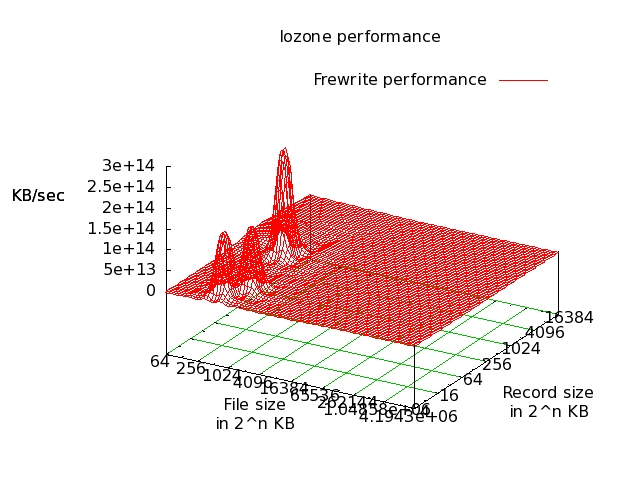 Iozone performance
Frewrite performance
KB/sec
3e+14
2.5e+14
2e+14
1.5e+14
1e+14
5e+13
0
64
256
1024
4096
16384
65536
262144
1.04858e+06
4.1943e+06
File size
in 2^n KB
4
16
64
256
1024
4096
16384
Record size
in 2^n KB